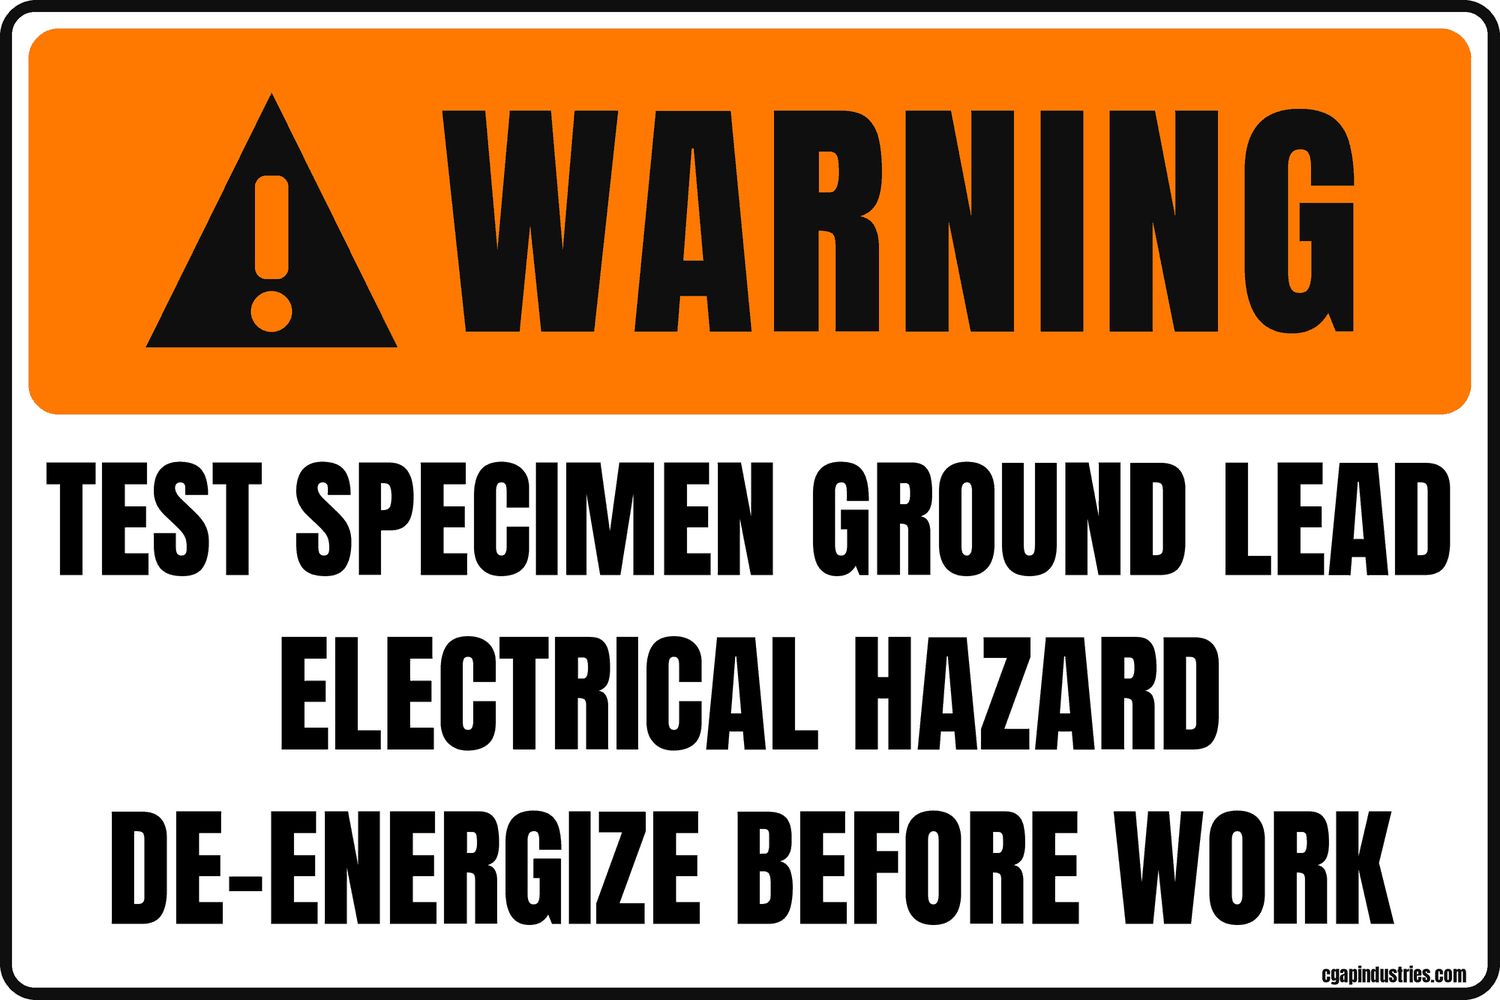 WARNING
TEST SPECIMEN GROUND LEAD
ELECTRICAL HAZARD
DE-ENERGIZE BEFORE WORK
cgapindustries.com